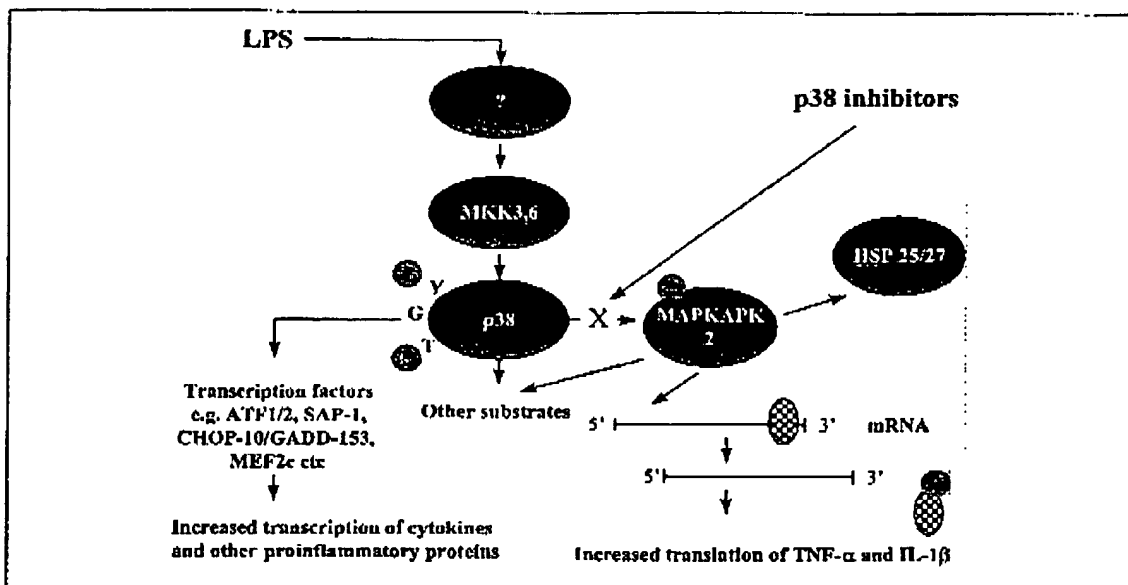 LPS
?
p38 inhibitors
MKK3,6
HSP 25/27
Y
G
T
p38
X
MAPKAPK
2
Transcription factors
e.g. ATF1/2, SAP-1,
CHOP-10/GADD-153,
MEF2c etc
Other substrates
5' 3' mRNA
5' 3'
Increased transcription of cytokines
and other proinflammatory proteins
Increased translation of TNF-α and IL-1β